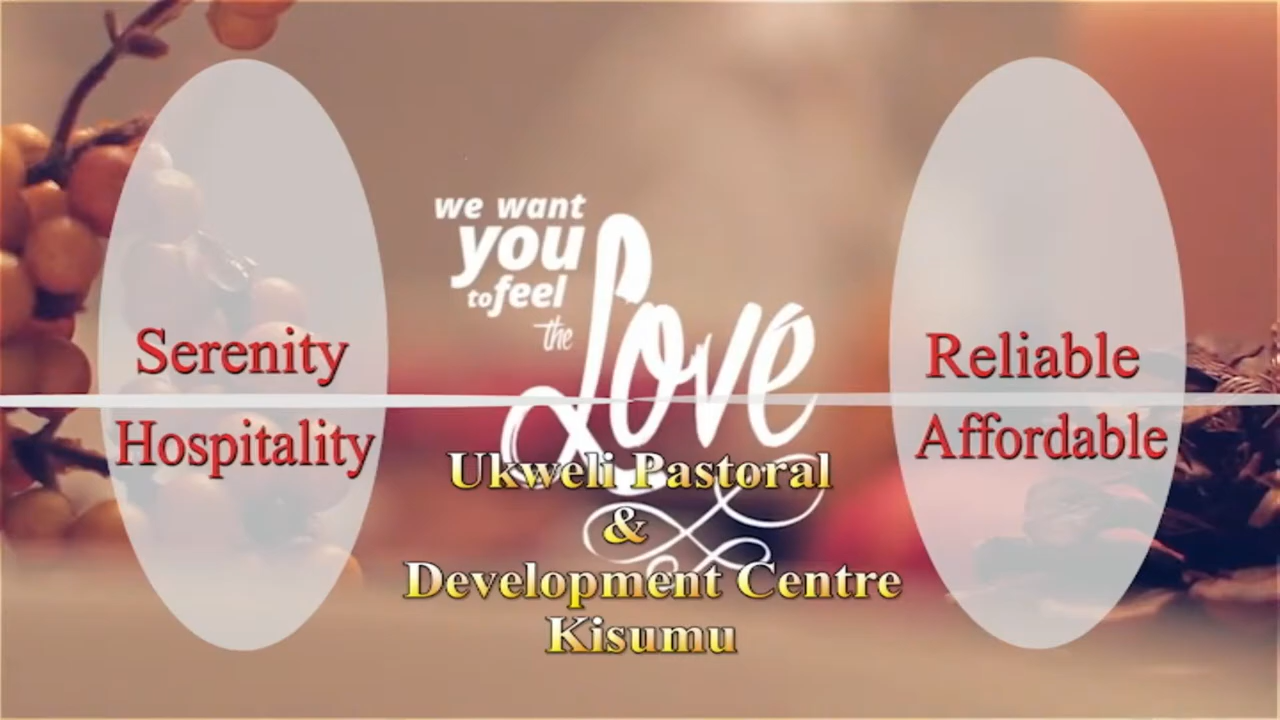 we want
you
to feel
the
Love
Serenity
Hospitality
Reliable
Affordable
Ukweli Pastoral
&
Development Centre
Kisumu